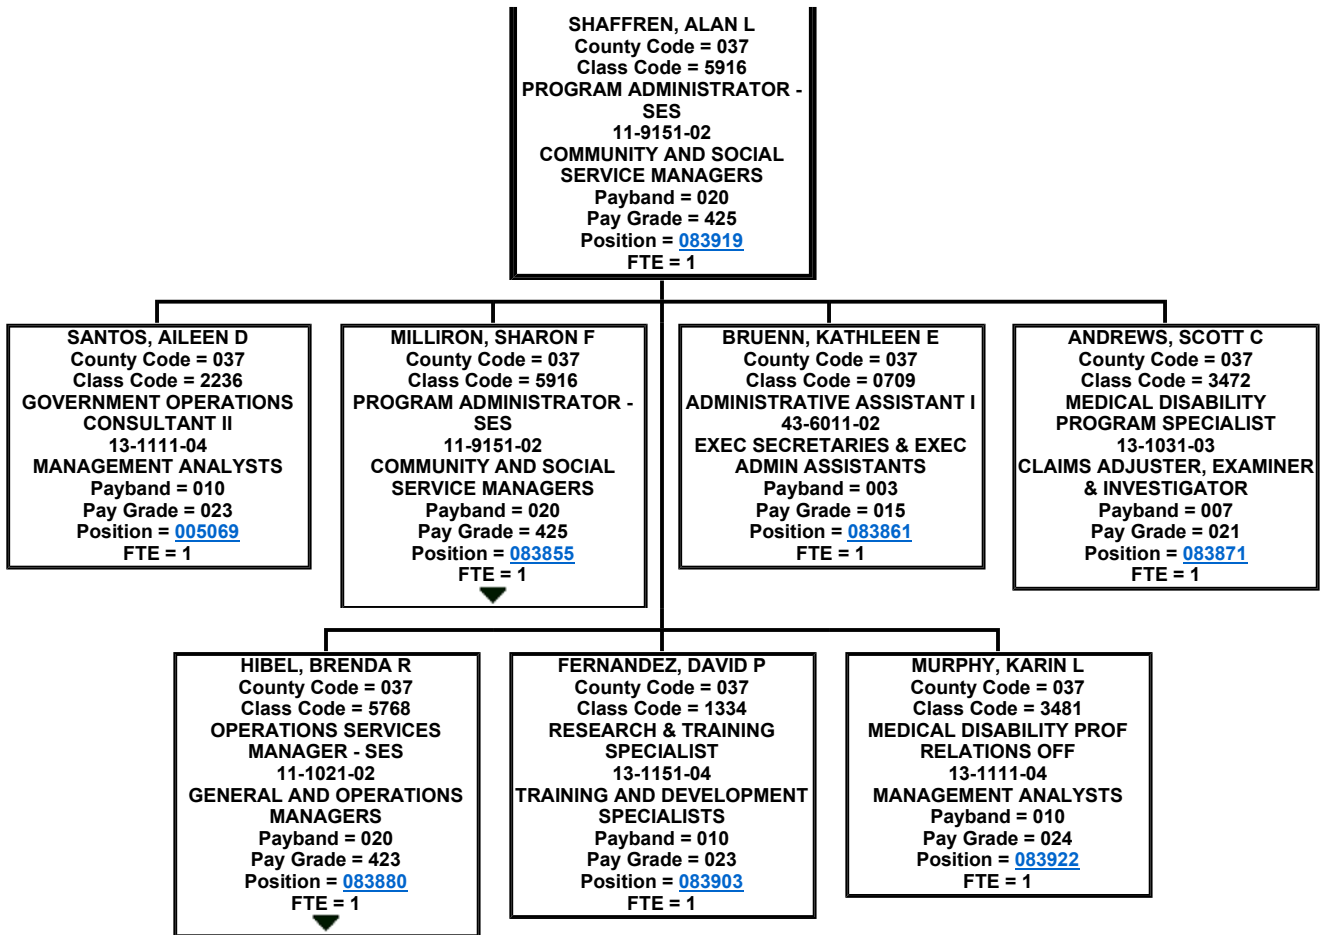 SHAFFREN, ALAN L
County Code = 037
Class Code = 5916
PROGRAM ADMINISTRATOR -
SES
11-9151-02
COMMUNITY AND SOCIAL
SERVICE MANAGERS
Payband = 020
Pay Grade = 425
Position = 083919
FTE = 1
SANTOS, AILEEN D
County Code = 037
Class Code = 2236
GOVERNMENT OPERATIONS
CONSULTANT II
13-1111-04
MANAGEMENT ANALYSTS
Payband = 010
Pay Grade = 023
Position = 005069
FTE = 1
MILLIRON, SHARON F
County Code = 037
Class Code = 5916
PROGRAM ADMINISTRATOR -
SES
11-9151-02
COMMUNITY AND SOCIAL
SERVICE MANAGERS
Payband = 020
Pay Grade = 425
Position = 083855
FTE = 1
BRUENN, KATHLEEN E
County Code = 037
Class Code = 0709
ADMINISTRATIVE ASSISTANT I
43-6011-02
EXEC SECRETARIES & EXEC
ADMIN ASSISTANTS
Payband = 003
Pay Grade = 015
Position = 083861
FTE = 1
ANDREWS, SCOTT C
County Code = 037
Class Code = 3472
MEDICAL DISABILITY
PROGRAM SPECIALIST
13-1031-03
CLAIMS ADJUSTER, EXAMINER
& INVESTIGATOR
Payband = 007
Pay Grade = 021
Position = 083871
FTE = 1
HIBEL, BRENDA R
County Code = 037
Class Code = 5768
OPERATIONS SERVICES
MANAGER - SES
11-1021-02
GENERAL AND OPERATIONS
MANAGERS
Payband = 020
Pay Grade = 423
Position = 083880
FTE = 1
FERNANDEZ, DAVID P
County Code = 037
Class Code = 1334
RESEARCH & TRAINING
SPECIALIST
13-1151-04
TRAINING AND DEVELOPMENT
SPECIALISTS
Payband = 010
Pay Grade = 023
Position = 083903
FTE = 1
MURPHY, KARIN L
County Code = 037
Class Code = 3481
MEDICAL DISABILITY PROF
RELATIONS OFF
13-1111-04
MANAGEMENT ANALYSTS
Payband = 010
Pay Grade = 024
Position = 083922
FTE = 1